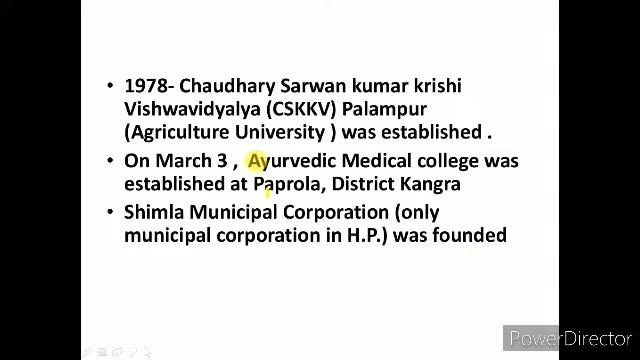 • 1978- Chaudhary Sarwan kumar krishi
Vishwavidyalya (CSKKV) Palampur
(Agriculture University ) was established .
• On March 3 , Ayurvedic Medical college was
established at Paprola, District Kangra
• Shimla Municipal Corporation (only
municipal corporation in H.P.) was founded
PowerDirector